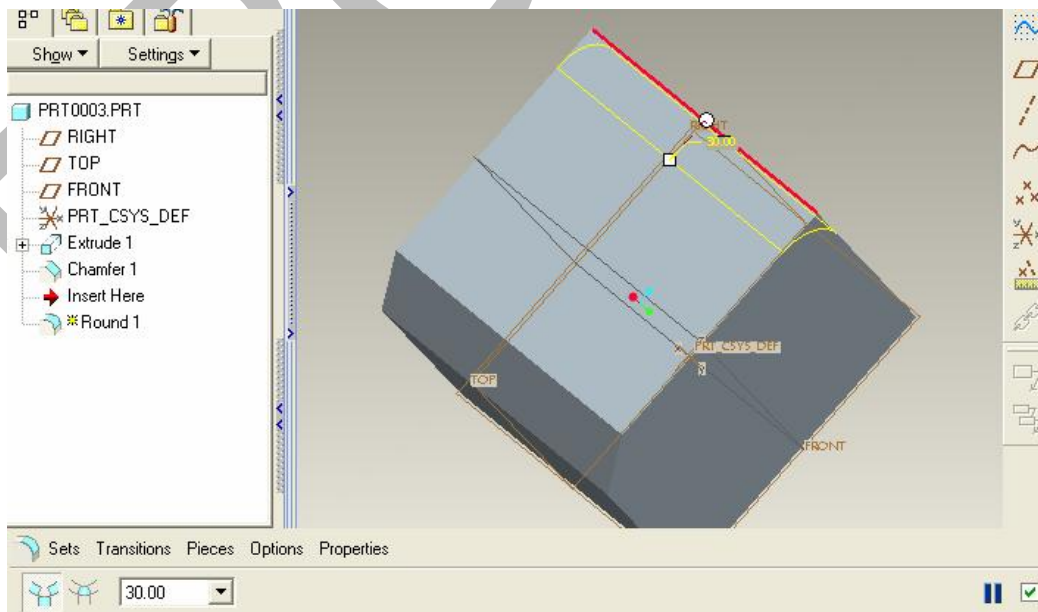 Show Settings
PRT0003.PRT
RIGHT
TOP
FRONT
PRT_CSYS_DEF
Extrude 1
Chamfer 1
Insert Here
Round 1
RIGHT
30.00
PRT_CSYS_DEF
TOP
FRONT
Sets Transitions Pieces Options Properties
30.00